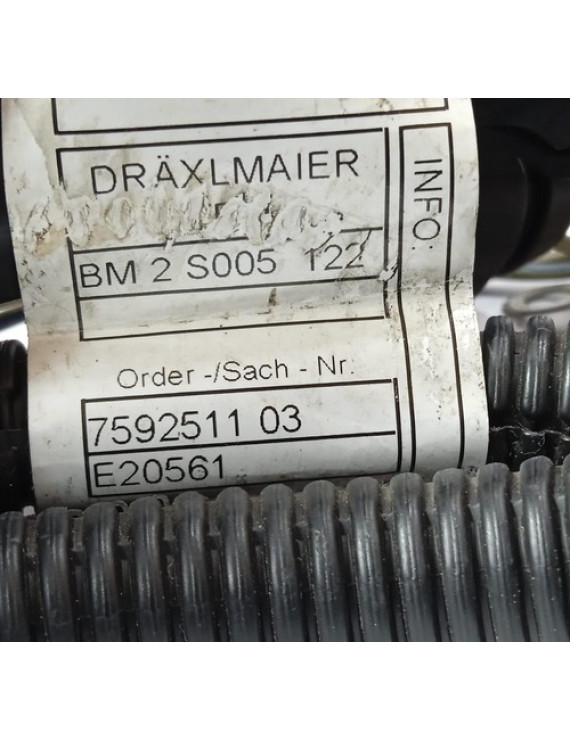 DRÄXLMAIER
BM 2 S005 122
Order -/Sach - Nr.
7592511 03
E20561
INFO: